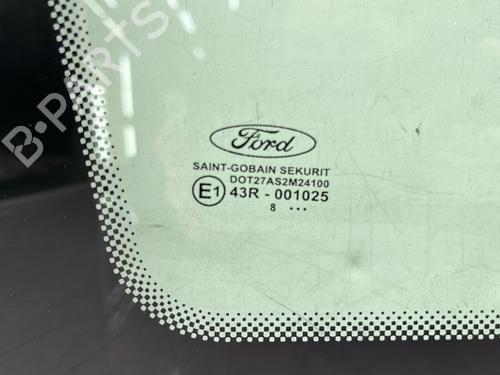 B-PARTS
Ford
SAINT-GOBAIN SEKURIT
DOT27AS2M24100
E1 43R - 001025
8 ...